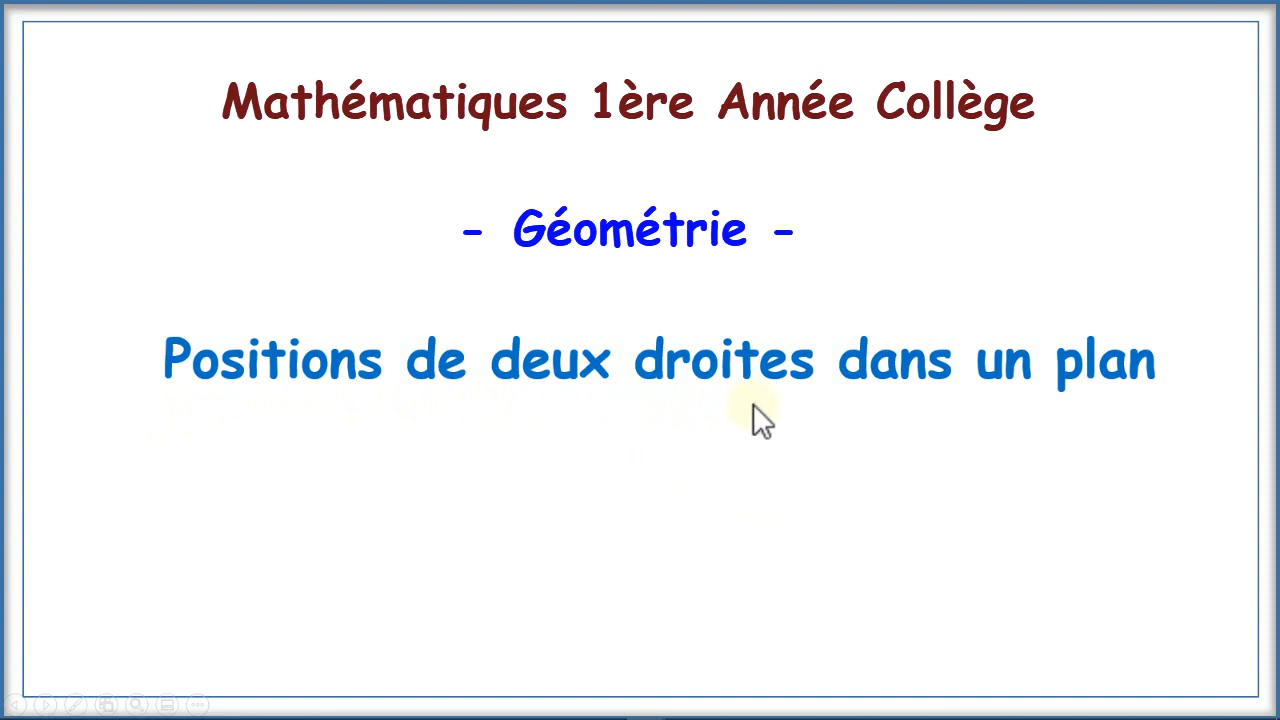 Mathématiques 1ère Année Collège
- Géométrie -
Positions de deux droites dans un plan